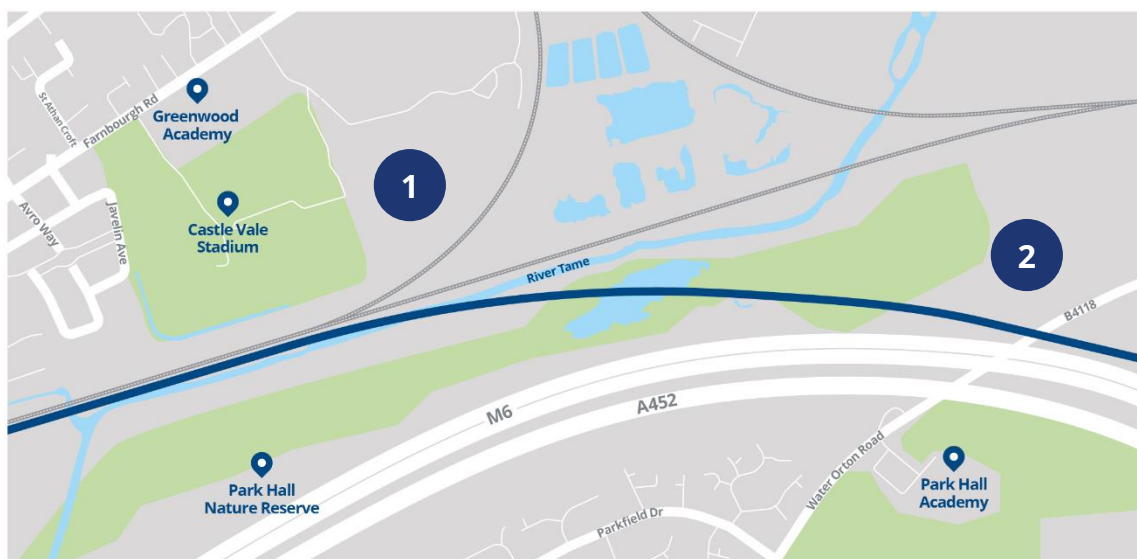 St Athan Croft
Farnbourgh Rd
Greenwood
Academy
1
Avro Way
Javelin Ave
Castle Vale
Stadium
River Tame
2
B4118
M6
A452
Park Hall
Nature Reserve
Parkfield Dr
Water Orton Road
Park Hall
Academy